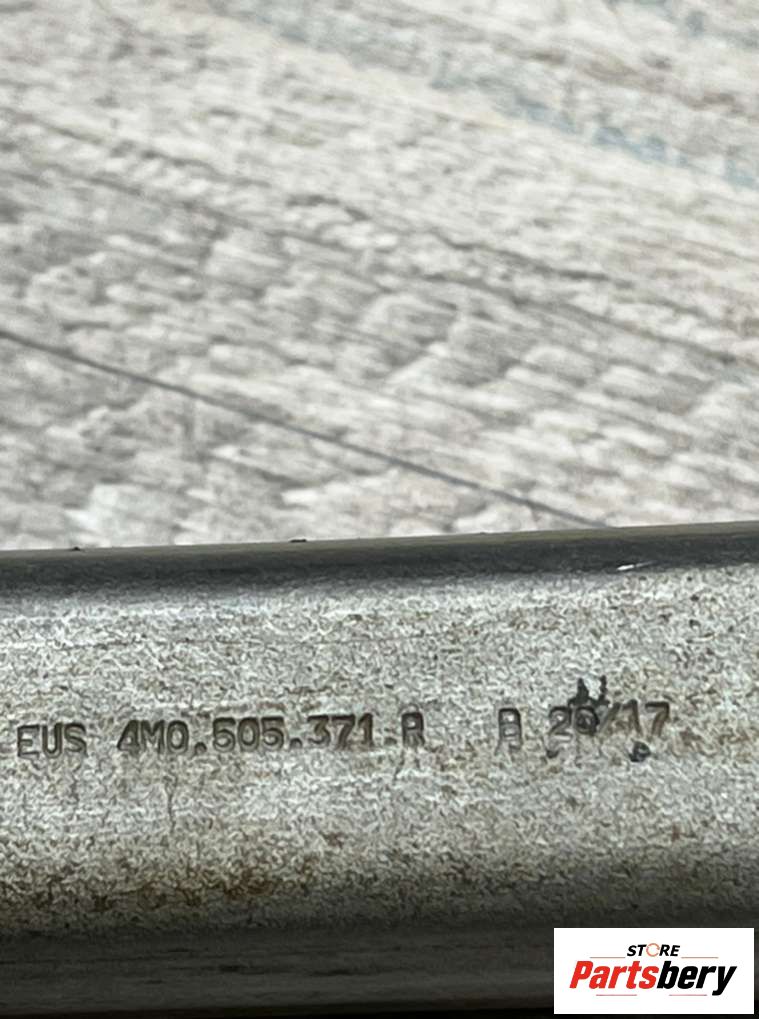 EUS 4M0.505.371 R A 20/17
STORE
Partsbery